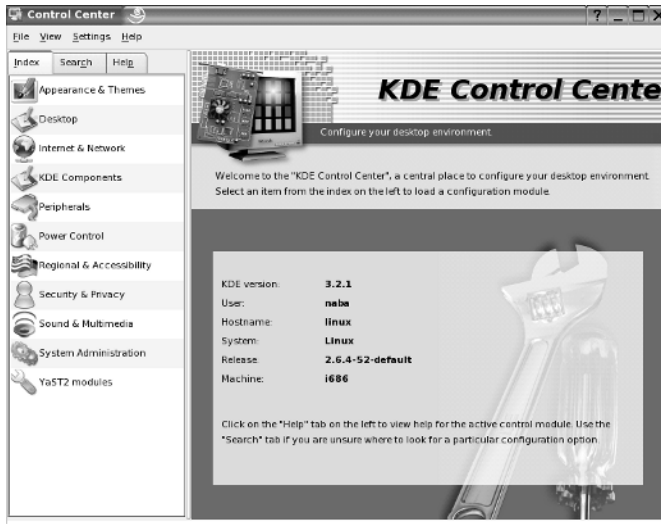 Control Center
File View Settings Help
Index Search Help
Appearance & Themes
Desktop
Internet & Network
KDE Components
Peripherals
Power Control
Regional & Accessibility
Security & Privacy
Sound & Multimedia
System Administration
YaST2 modules
KDE Control Cente
Configure your desktop environment.
Welcome to the "KDE Control Center", a central place to configure your desktop environment.
Select an item from the index on the left to load a configuration module.
KDE version: 3.2.1
User: naba
Hostname: linux
System: Linux
Release: 2.6.4-52-default
Machine: i686
Click on the "Help" tab on the left to view help for the active control module. Use the
"Search" tab if you are unsure where to look for a particular configuration option.